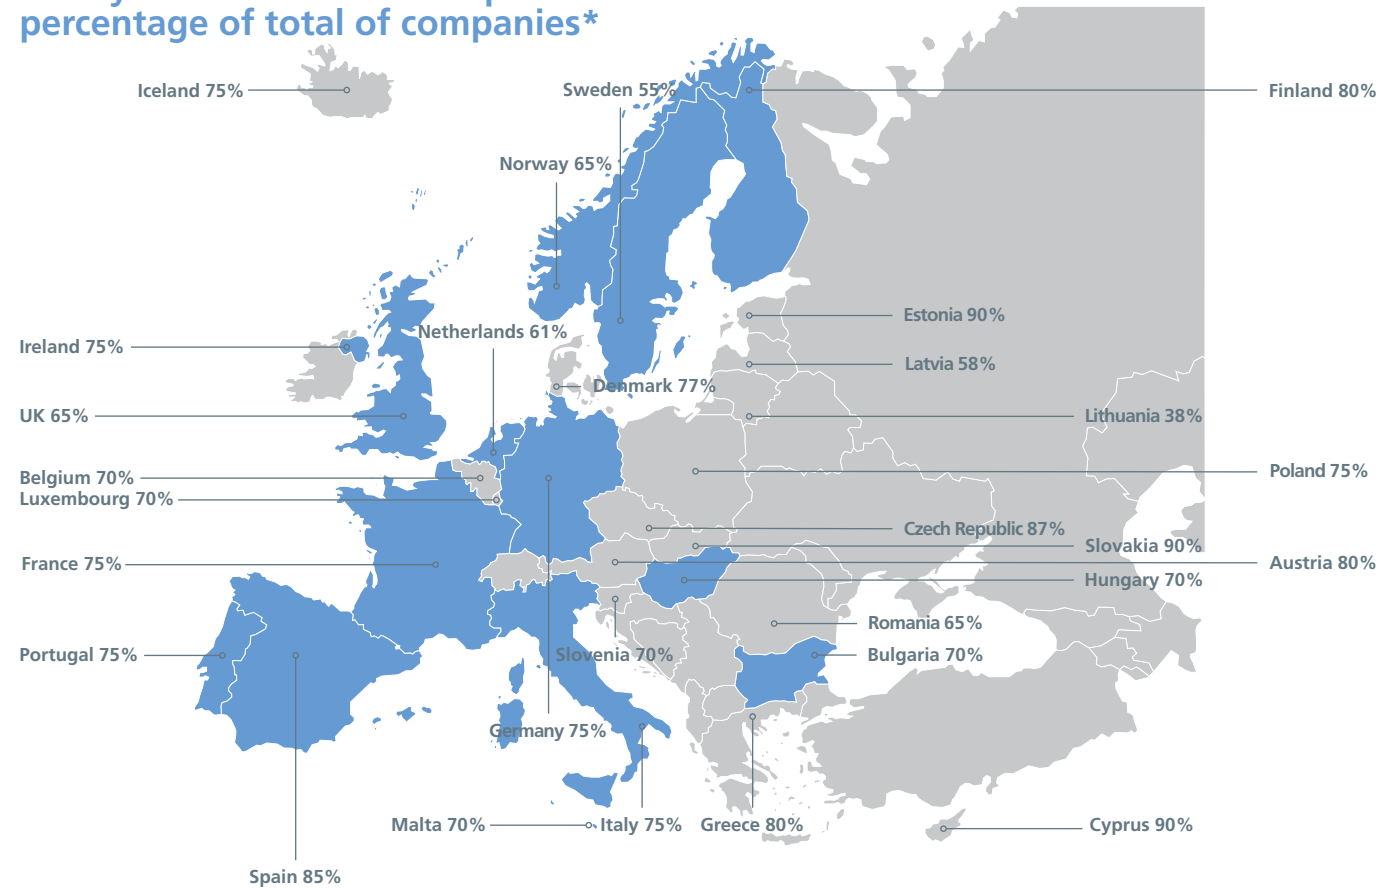 percentage of total of companies*
Iceland 75%
Sweden 55%
Finland 80%
Norway 65%
Estonia 90%
Netherlands 61%
Ireland 75%
Latvia 58%
Denmark 77%
UK 65%
Lithuania 38%
Poland 75%
Belgium 70%
Luxembourg 70%
Czech Republic 87%
Slovakia 90%
France 75%
Austria 80%
Hungary 70%
Romania 65%
Portugal 75%
Slovenia 70%
Bulgaria 70%
Germany 75%
Malta 70%
Italy 75%
Greece 80%
Cyprus 90%
Spain 85%